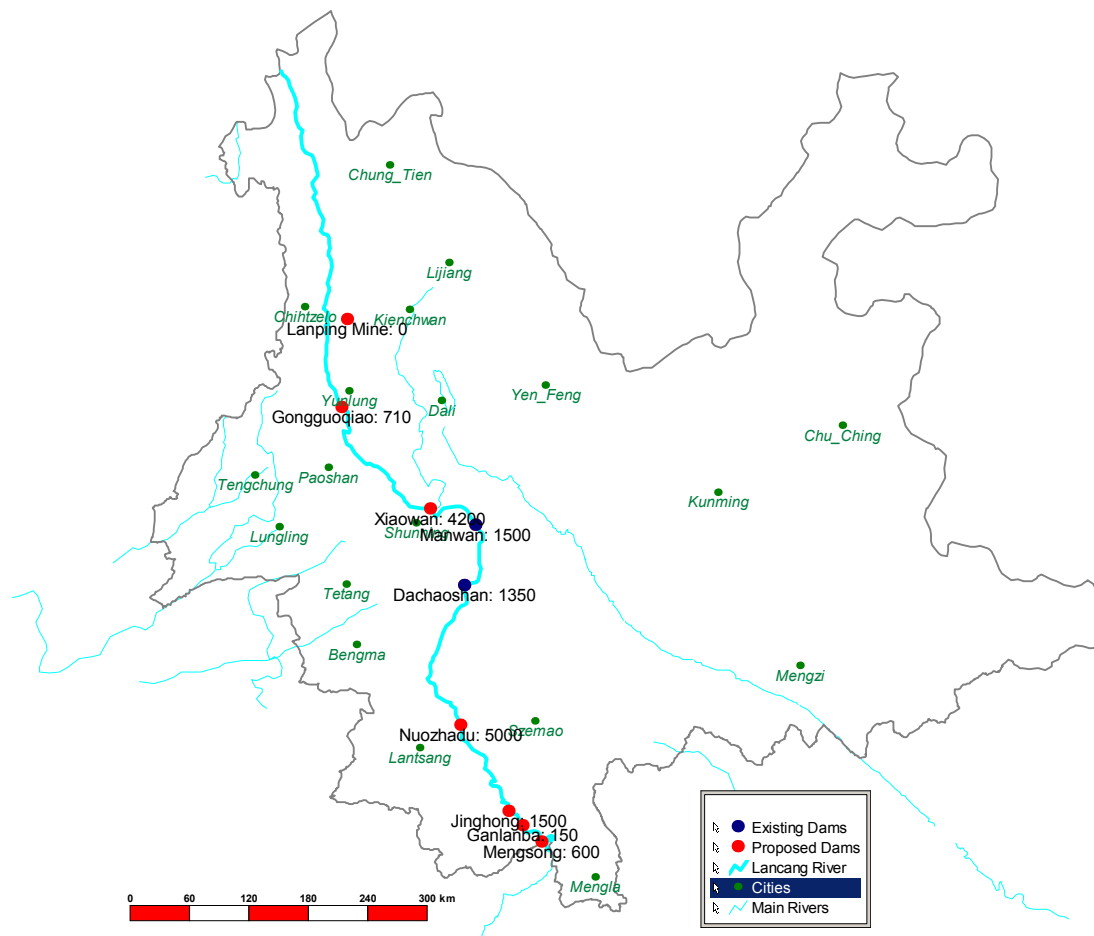 Chung_Tien
Lijiang
Chihtzelo
Kienchwan
Lanping Mine: 0
Yunlung
Dali
Yen_Feng
Gongguoqiao: 710
Chu_Ching
Tengchung
Paoshan
Kunming
Xiaowan: 4200
Shunning
Manwan: 1500
Lungling
Tetang
Dachaoshan: 1350
Bengma
Mengzi
Nuozhadu: 5000
Szemao
Lantsang
Jinghong: 1500
Ganlanba: 150
Mengsong: 600
Mengla
Existing Dams
Proposed Dams
Lancang River
Cities
Main Rivers
0 60 120 180 240 300 km